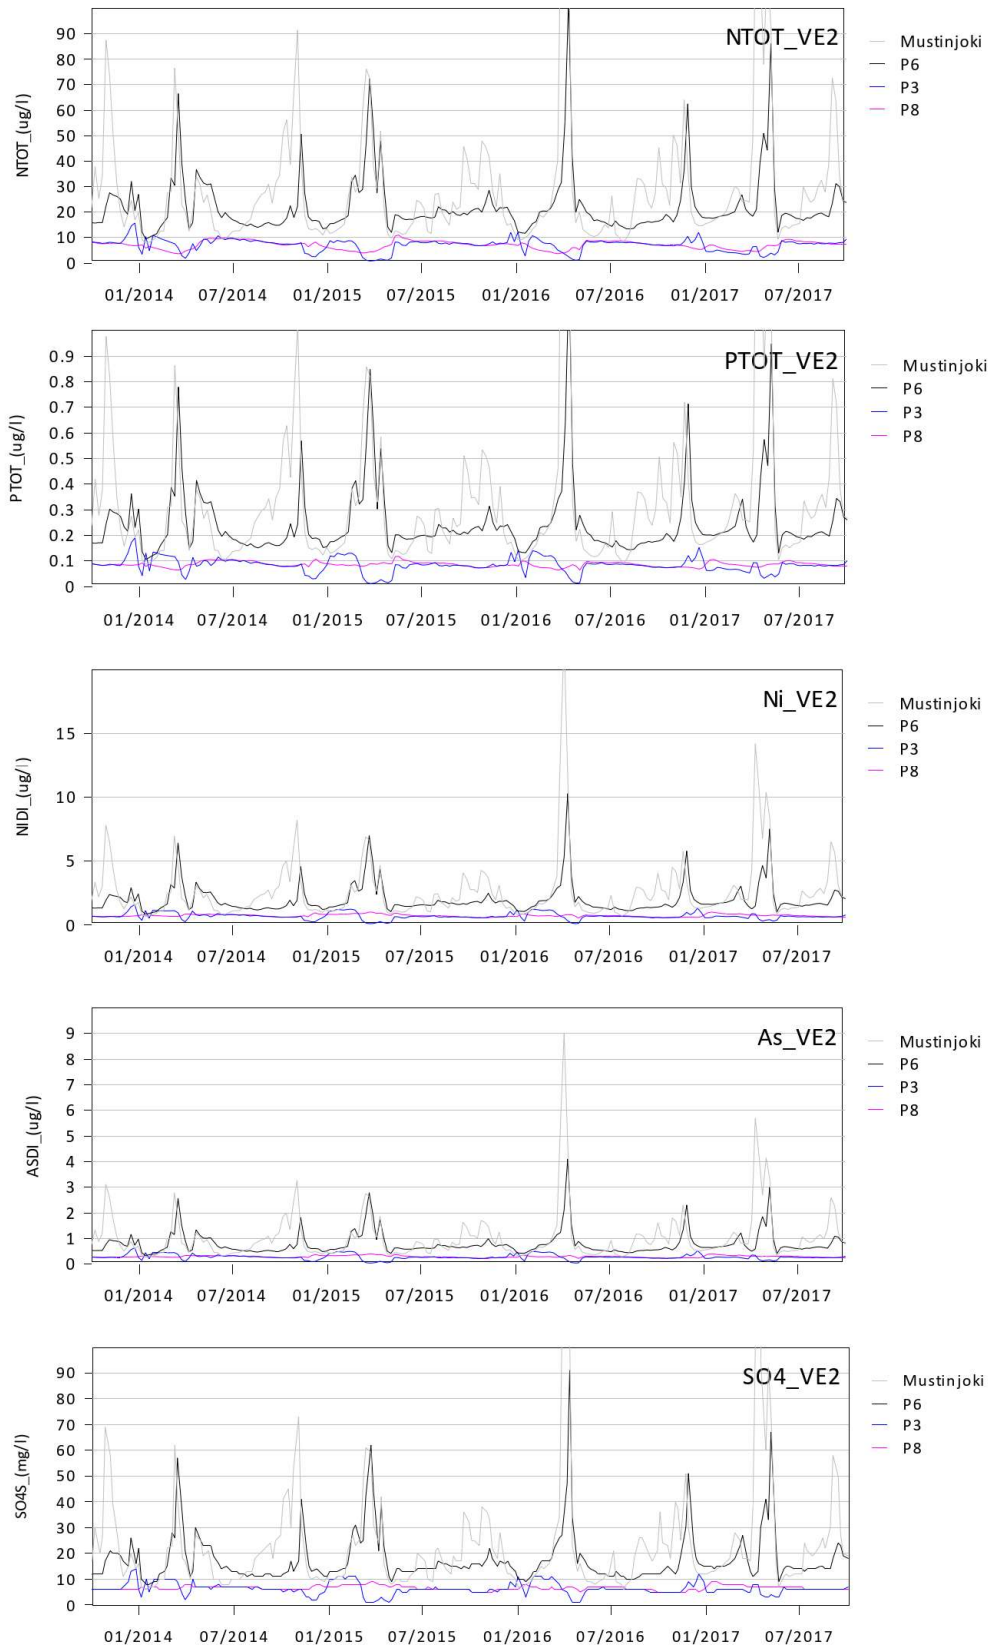 NTOT_VE2
NTOT_(ug/l)
90
80
70
60
50
40
30
20
10
0
01/2014 07/2014 01/2015 07/2015 01/2016 07/2016 01/2017 07/2017
Mustinjoki
P6
P3
P8
PTOT_VE2
PTOT_(ug/l)
0.9
0.8
0.7
0.6
0.5
0.4
0.3
0.2
0.1
0
01/2014 07/2014 01/2015 07/2015 01/2016 07/2016 01/2017 07/2017
Mustinjoki
P6
P3
P8
Ni_VE2
NIDI_(ug/l)
15
10
5
0
01/2014 07/2014 01/2015 07/2015 01/2016 07/2016 01/2017 07/2017
Mustinjoki
P6
P3
P8
As_VE2
ASDI_(ug/l)
9
8
7
6
5
4
3
2
1
0
01/2014 07/2014 01/2015 07/2015 01/2016 07/2016 01/2017 07/2017
Mustinjoki
P6
P3
P8
SO4_VE2
SO4S_(mg/l)
90
80
70
60
50
40
30
20
10
0
01/2014 07/2014 01/2015 07/2015 01/2016 07/2016 01/2017 07/2017
Mustinjoki
P6
P3
P8